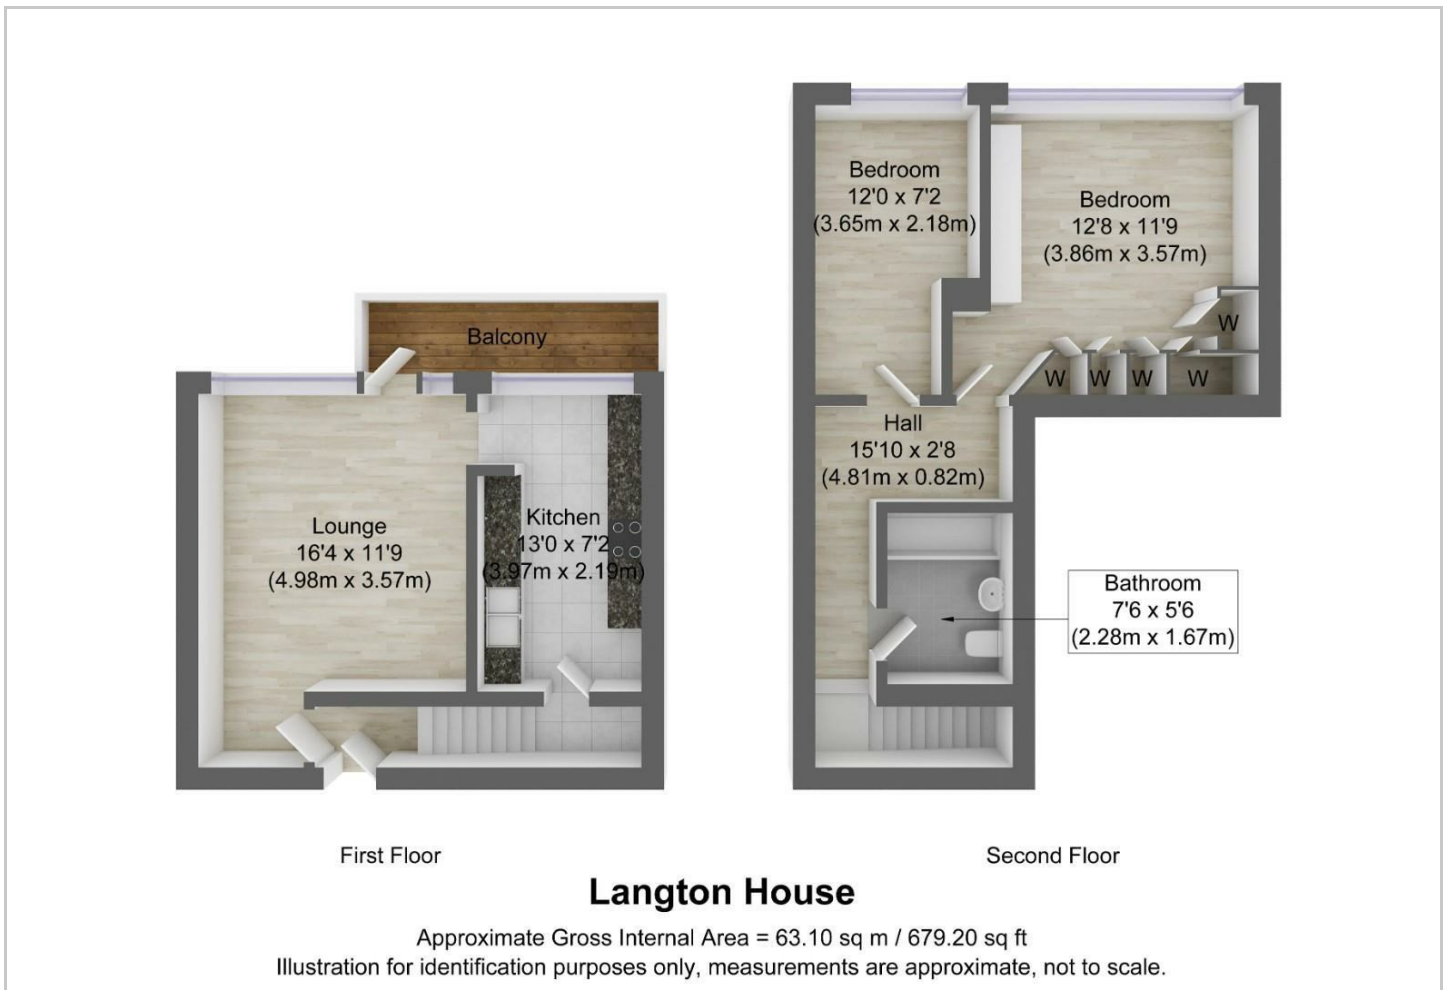 Balcony
Lounge
16'4 x 11'9
(4.98m x 3.57m)
Kitchen
13'0 x 7'2
(3.97m x 2.19m)
First Floor
Bedroom
12'0 x 7'2
(3.65m x 2.18m)
Bedroom
12'8 x 11'9
(3.86m x 3.57m)
W
W
W
W
W
Hall
15'10 x 2'8
(4.81m x 0.82m)
Bathroom
7'6 x 5'6
(2.28m x 1.67m)
Second Floor
Langton House
Approximate Gross Internal Area = 63.10 sq m / 679.20 sq ft
Illustration for identification purposes only, measurements are approximate, not to scale.